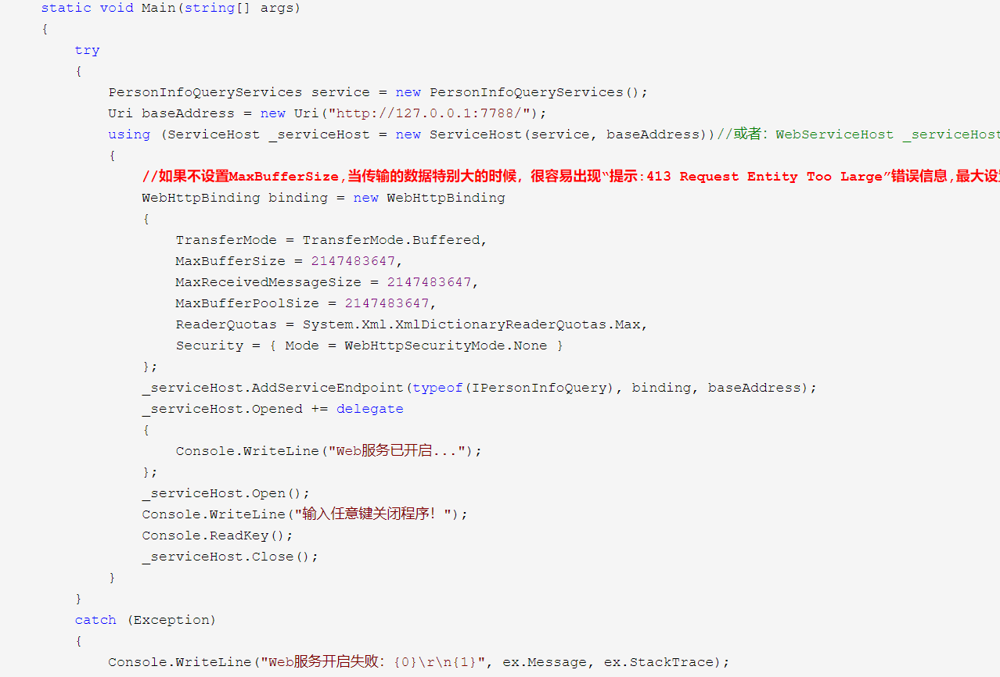 static void Main(string[] args)
{
try
{
PersonInfoQueryServices service = new PersonInfoQueryServices();
Uri baseAddress = new Uri("http://127.0.0.1:7788/");
using (ServiceHost _serviceHost = new ServiceHost(service, baseAddress))//或者：WebServiceHost _serviceHost
{
//如果不设置MaxBufferSize,当传输的数据特别大的时候，很容易出现“提示:413 Request Entity Too Large”错误信息,最大设
WebHttpBinding binding = new WebHttpBinding
{
TransferMode = TransferMode.Buffered,
MaxBufferSize = 2147483647,
MaxReceivedMessageSize = 2147483647,
MaxBufferPoolSize = 2147483647,
ReaderQuotas = System.Xml.XmlDictionaryReaderQuotas.Max,
Security = { Mode = WebHttpSecurityMode.None }
};
_serviceHost.AddServiceEndpoint(typeof(IPersonInfoQuery), binding, baseAddress);
_serviceHost.Opened += delegate
{
Console.WriteLine("Web服务已开启...");
};
_serviceHost.Open();
Console.WriteLine("输入任意键关闭程序！");
Console.ReadKey();
_serviceHost.Close();
}
}
catch (Exception)
{
Console.WriteLine("Web服务开启失败：{0}\r\n{1}", ex.Message, ex.StackTrace);